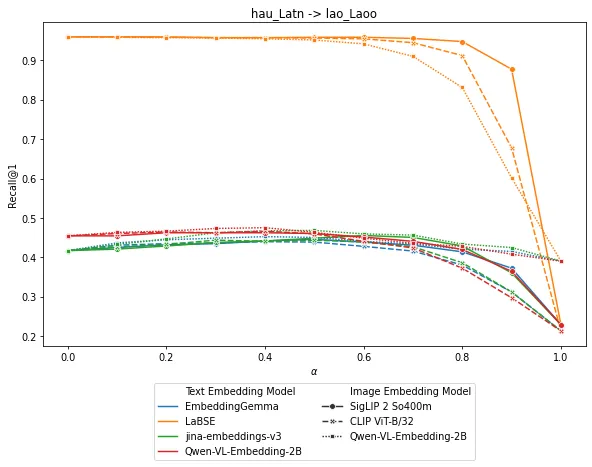 hau_Latn -> lao_Laoo
Recall@1
0.9
0.8
0.7
0.6
0.5
0.4
0.3
0.2
0.0 0.2 0.4 0.6 0.8 1.0
α
Text Embedding Model Image Embedding Model
EmbeddingGemma SigLIP 2 So400m
LaBSE CLIP ViT-B/32
jina-embeddings-v3 Qwen-VL-Embedding-2B
Qwen-VL-Embedding-2B